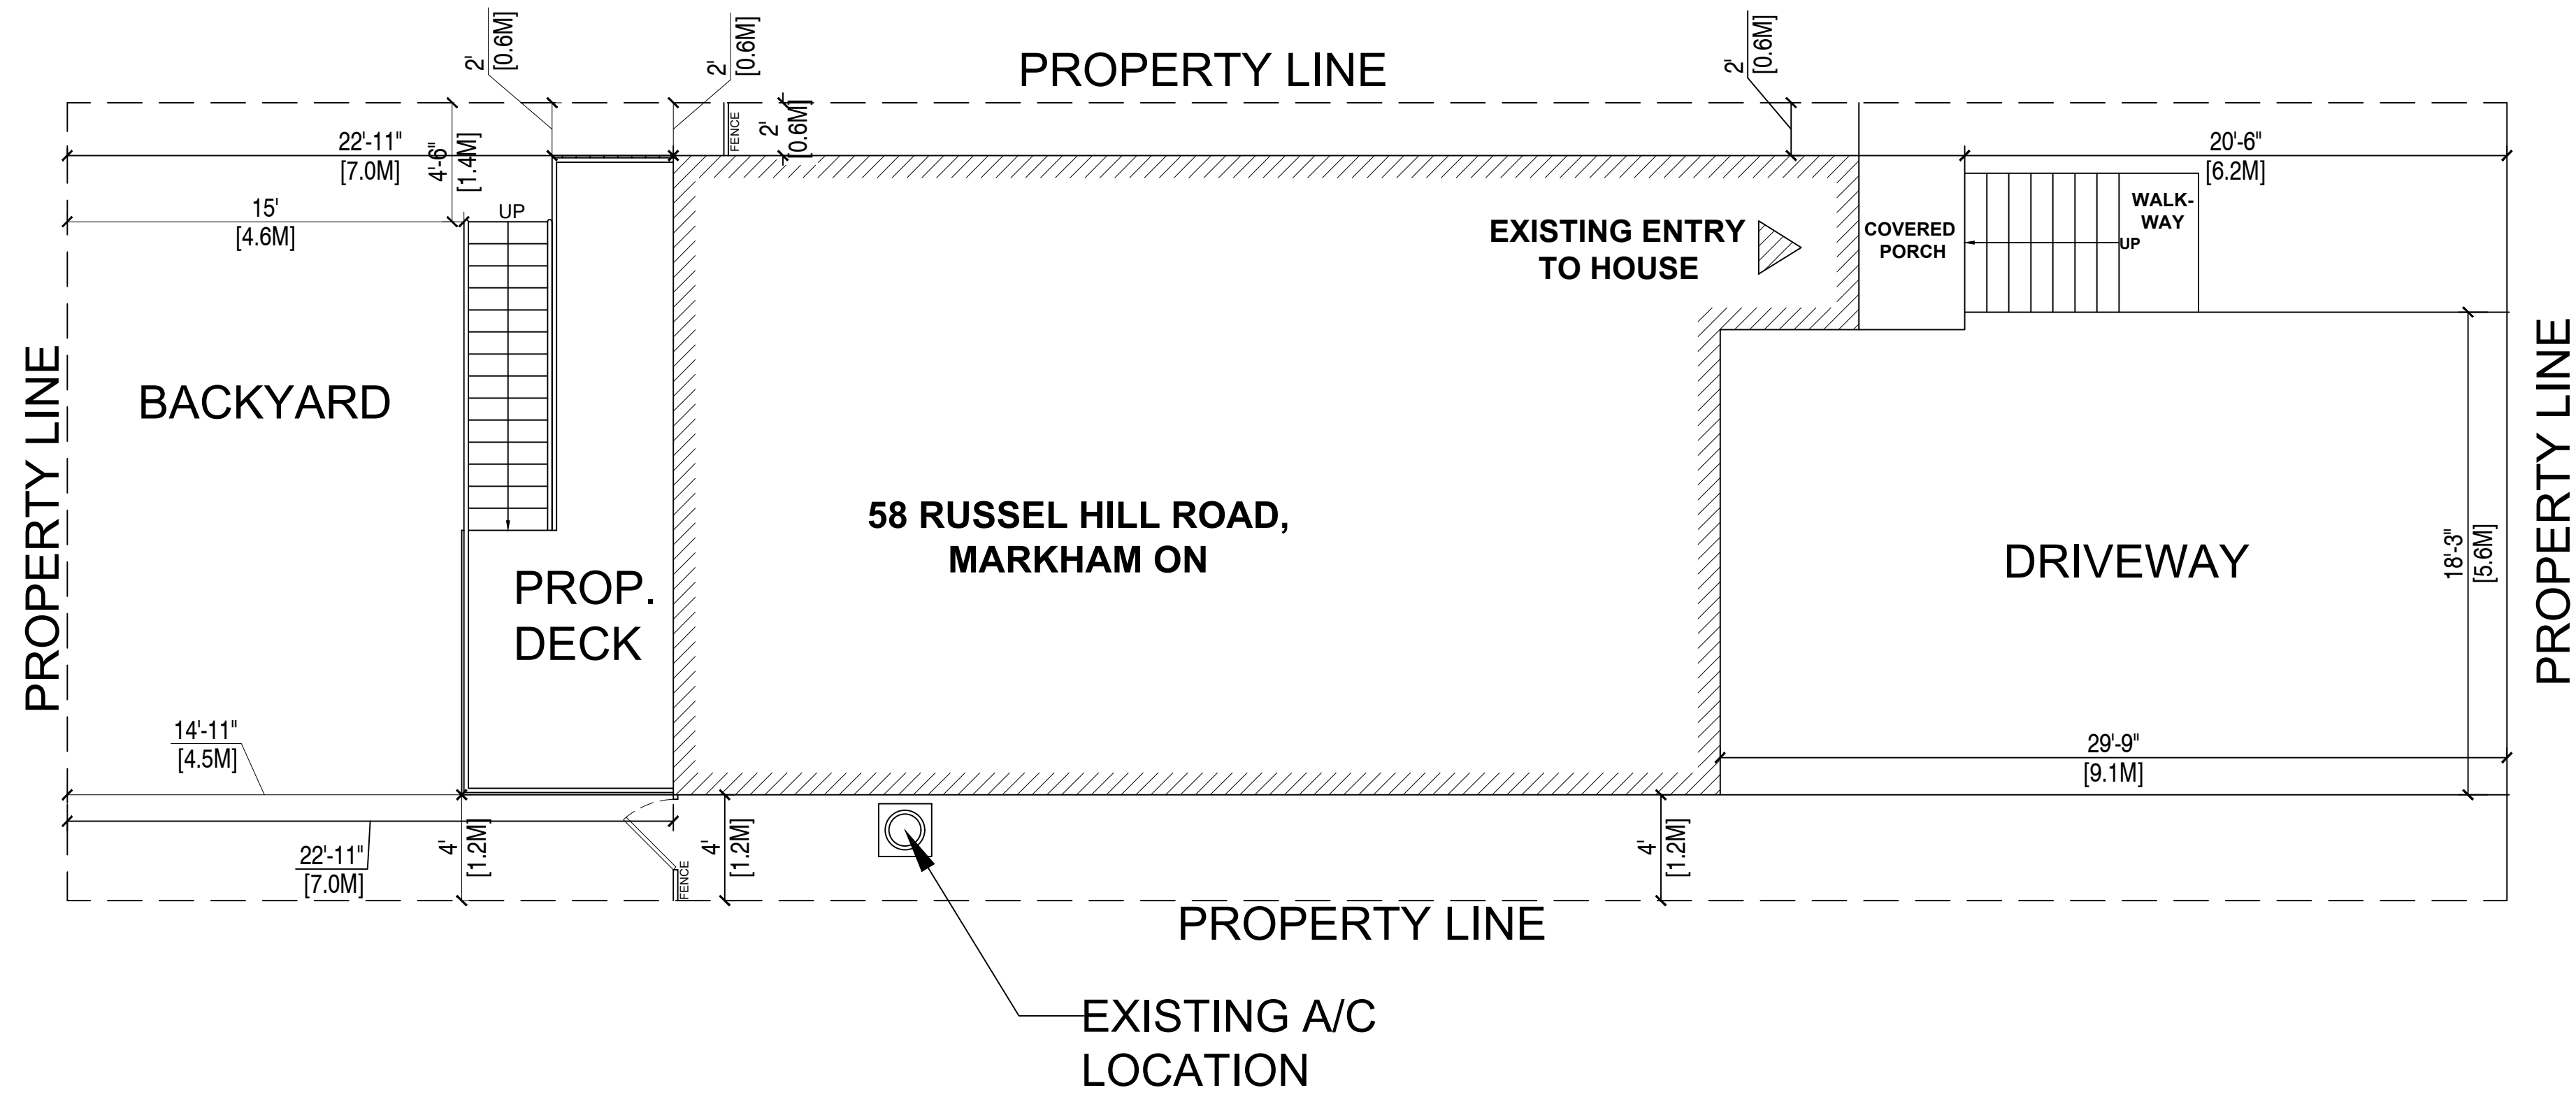 2'
[0.6M]
2'
[0.6M]
PROPERTY LINE
2'
[0.6M]
22'-11"
[7.0M]
4'-6"
[1.4M]
FENCE
2'
[0.6M]
20'-6"
[6.2M]
15'
[4.6M]
UP
EXISTING ENTRY
TO HOUSE
COVERED
PORCH
WALK-
WAY
UP
PROPERTY LINE
BACKYARD
58 RUSSEL HILL ROAD,
MARKHAM ON
DRIVEWAY
18'-3"
[5.6M]
PROPERTY LINE
PROP.
DECK
14'-11"
[4.5M]
29'-9"
[9.1M]
22'-11"
[7.0M]
4'
[1.2M]
FENCE
4'
[1.2M]
4'
[1.2M]
PROPERTY LINE
EXISTING A/C
LOCATION